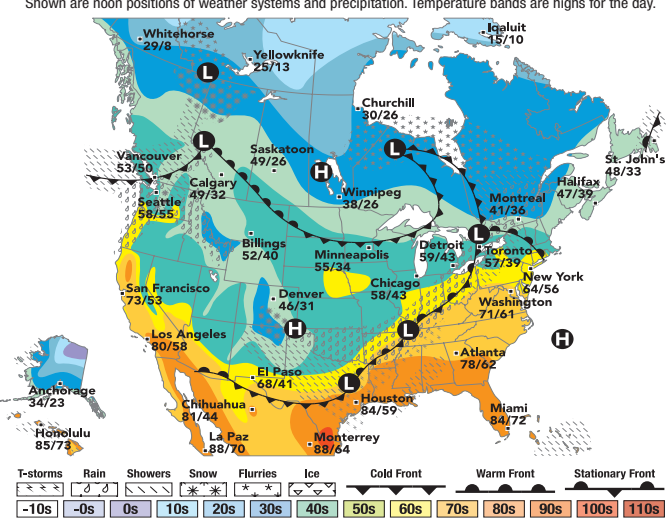 Shown are noon positions of weather systems and precipitation. Temperature bands are highs for the day.
Whitehorse
29/8
Yellowknife
25/13
Iqaluit
15/10
L
Churchill
30/26
L
L
Vancouver
53/50
Saskatoon
49/26
H
St. John's
48/33
Calgary
49/32
Winnipeg
38/26
Halifax
47/39
Seattle
58/55
Montreal
41/36
L
Billings
52/40
Minneapolis
55/34
Detroit
59/43
Toronto
57/39
San Francisco
73/53
Denver
46/31
Chicago
58/43
New York
64/56
Washington
71/61
H
L
H
Los Angeles
80/58
Atlanta
78/62
El Paso
68/41
L
Anchorage
34/23
Chihuahua
81/44
Houston
84/59
Miami
84/72
Honolulu
85/73
La Paz
88/70
Monterrey
88/64
T-storms Rain Showers Snow Flurries Ice Cold Front Warm Front Stationary Front
-10s -0s 0s 10s 20s 30s 40s 50s 60s 70s 80s 90s 100s 110s